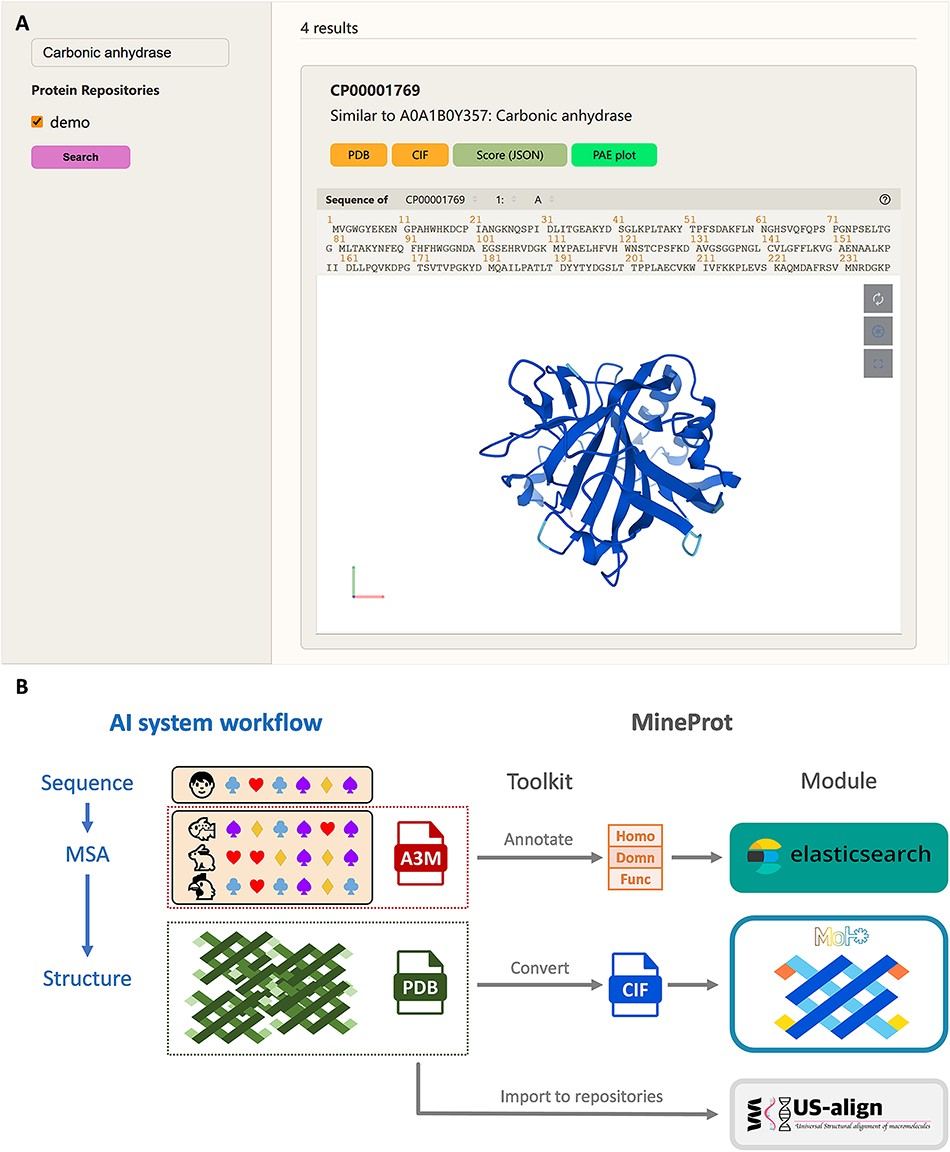 A
Carbonic anhydrase
Protein Repositories
demo
Search
4 results
CP00001769
Similar to A0A1B0Y357: Carbonic anhydrase
PDB CIF Score (JSON) PAE plot
Sequence of CP00001769 1: A
1 11 21 31 41 51 61 71
MVGWGYEKEN GPAHWHKDCP IANGKNQSPI DLITGEAKYD SGLKPLTAKY TPFSDAKFLN NGHSVQFQPS PGNPSELTG
81 91 101 111 121 131 141 151
G MLTAKYNFEQ FHFHWGGNDA EGSEHRVDGK MYPAELHFVH WNSTCPSFKD AVGSGGPNGL CVLGFFLKVG AENAALKP
161 171 181 191 201 211 221 231
II DLLPQVKDPG TSVTVPGKYD MQAILPATLT DYYTYDGSLT TPPLAECVKW IVFKKPLEVS KAQMDAFRSV MNRDGKP
B
AI system workflow
MineProt
Sequence
Toolkit
Module
MSA
A3M
Annotate
Homo
Domn
Func
elasticsearch
Structure
PDB
Convert
CIF
Mol*
Import to repositories
US-align
Universal Structural alignment of macromolecules